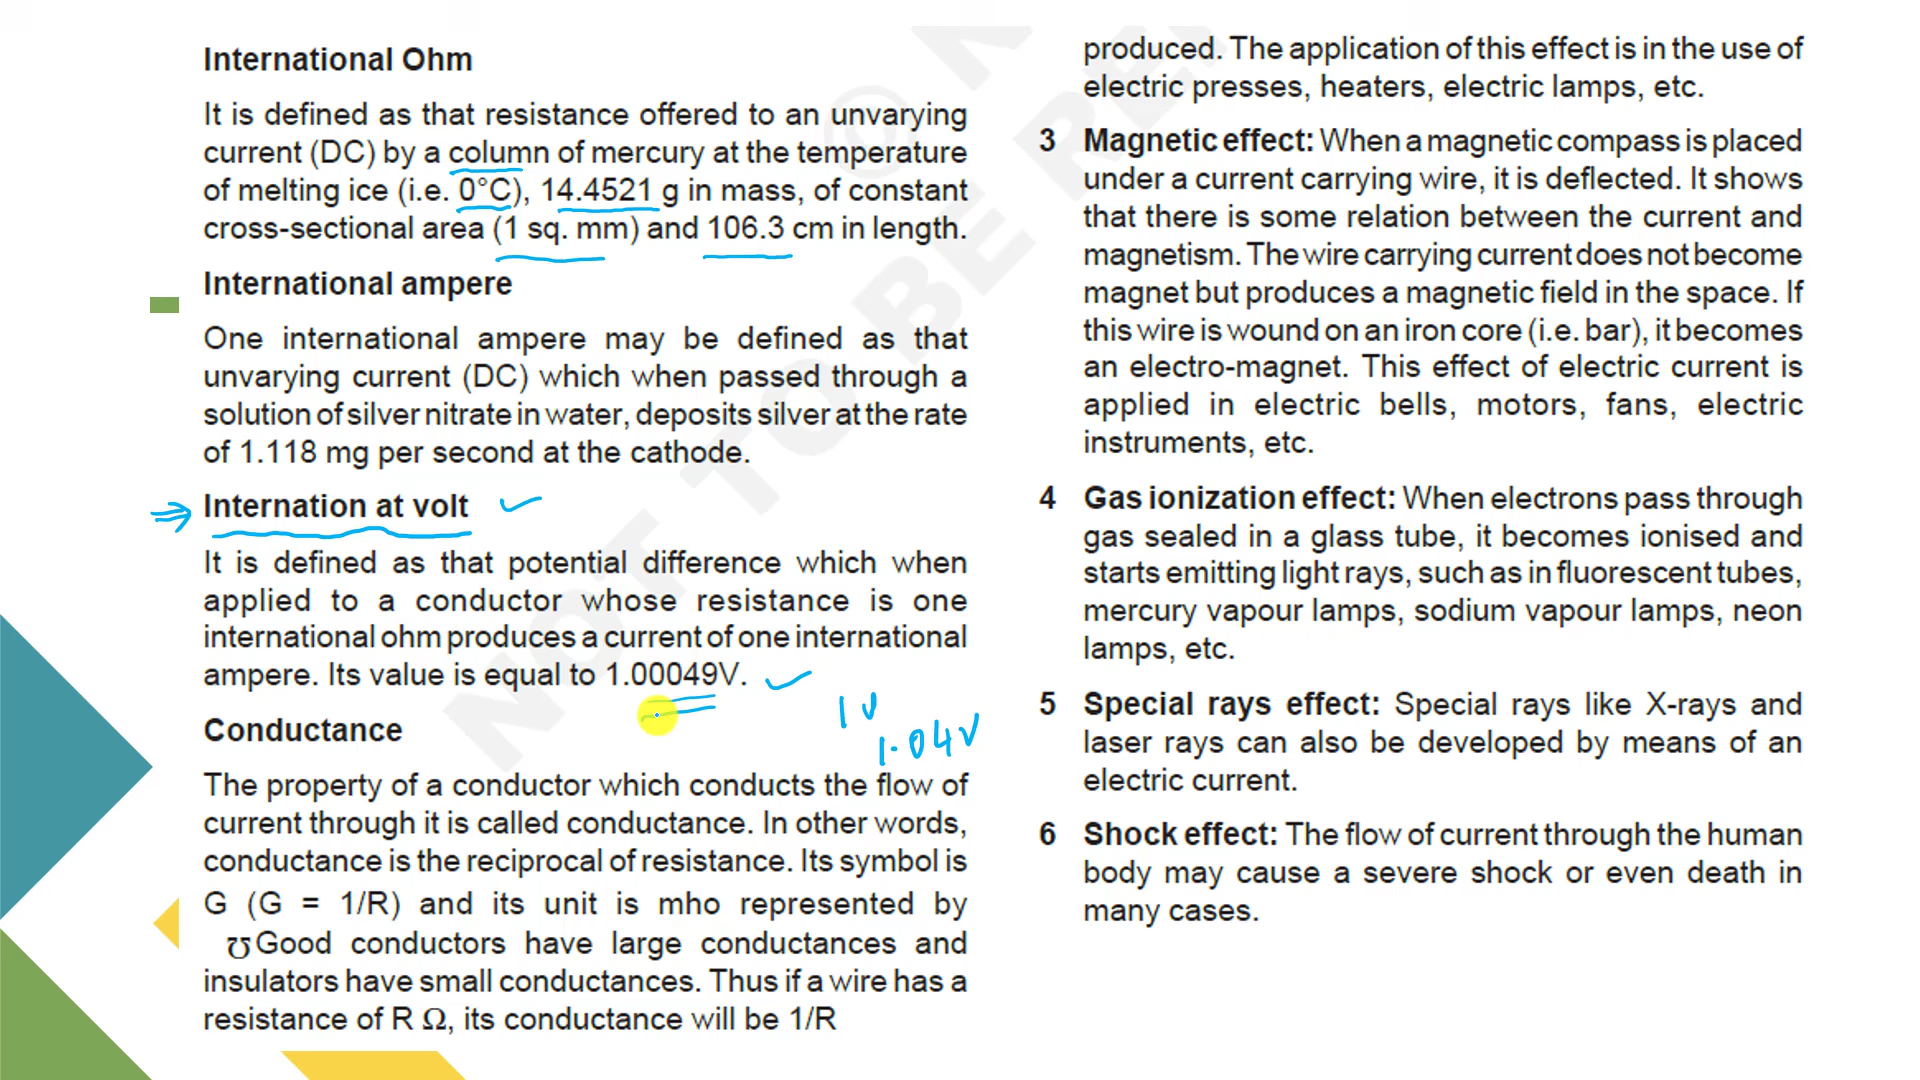 International Ohm
It is defined as that resistance offered to an unvarying
current (DC) by a column of mercury at the temperature
of melting ice (i.e. 0°C), 14.4521 g in mass, of constant
cross-sectional area (1 sq. mm) and 106.3 cm in length.
International ampere
One international ampere may be defined as that
unvarying current (DC) which when passed through a
solution of silver nitrate in water, deposits silver at the rate
of 1.118 mg per second at the cathode.
Internation at volt
It is defined as that potential difference which when
applied to a conductor whose resistance is one
international ohm produces a current of one international
ampere. Its value is equal to 1.00049V.
1 V
1.04V
Conductance
The property of a conductor which conducts the flow of
current through it is called conductance. In other words,
conductance is the reciprocal of resistance. Its symbol is
G (G = 1/R) and its unit is mho represented by
℧ Good conductors have large conductances and
insulators have small conductances. Thus if a wire has a
resistance of R Ω, its conductance will be 1/R
produced. The application of this effect is in the use of
electric presses, heaters, electric lamps, etc.
3 Magnetic effect: When a magnetic compass is placed
under a current carrying wire, it is deflected. It shows
that there is some relation between the current and
magnetism. The wire carrying current does not become
magnet but produces a magnetic field in the space. If
this wire is wound on an iron core (i.e. bar), it becomes
an electro-magnet. This effect of electric current is
applied in electric bells, motors, fans, electric
instruments, etc.
4 Gas ionization effect: When electrons pass through
gas sealed in a glass tube, it becomes ionised and
starts emitting light rays, such as in fluorescent tubes,
mercury vapour lamps, sodium vapour lamps, neon
lamps, etc.
5 Special rays effect: Special rays like X-rays and
laser rays can also be developed by means of an
electric current.
6 Shock effect: The flow of current through the human
body may cause a severe shock or even death in
many cases.
© N
NOT TO BE RE